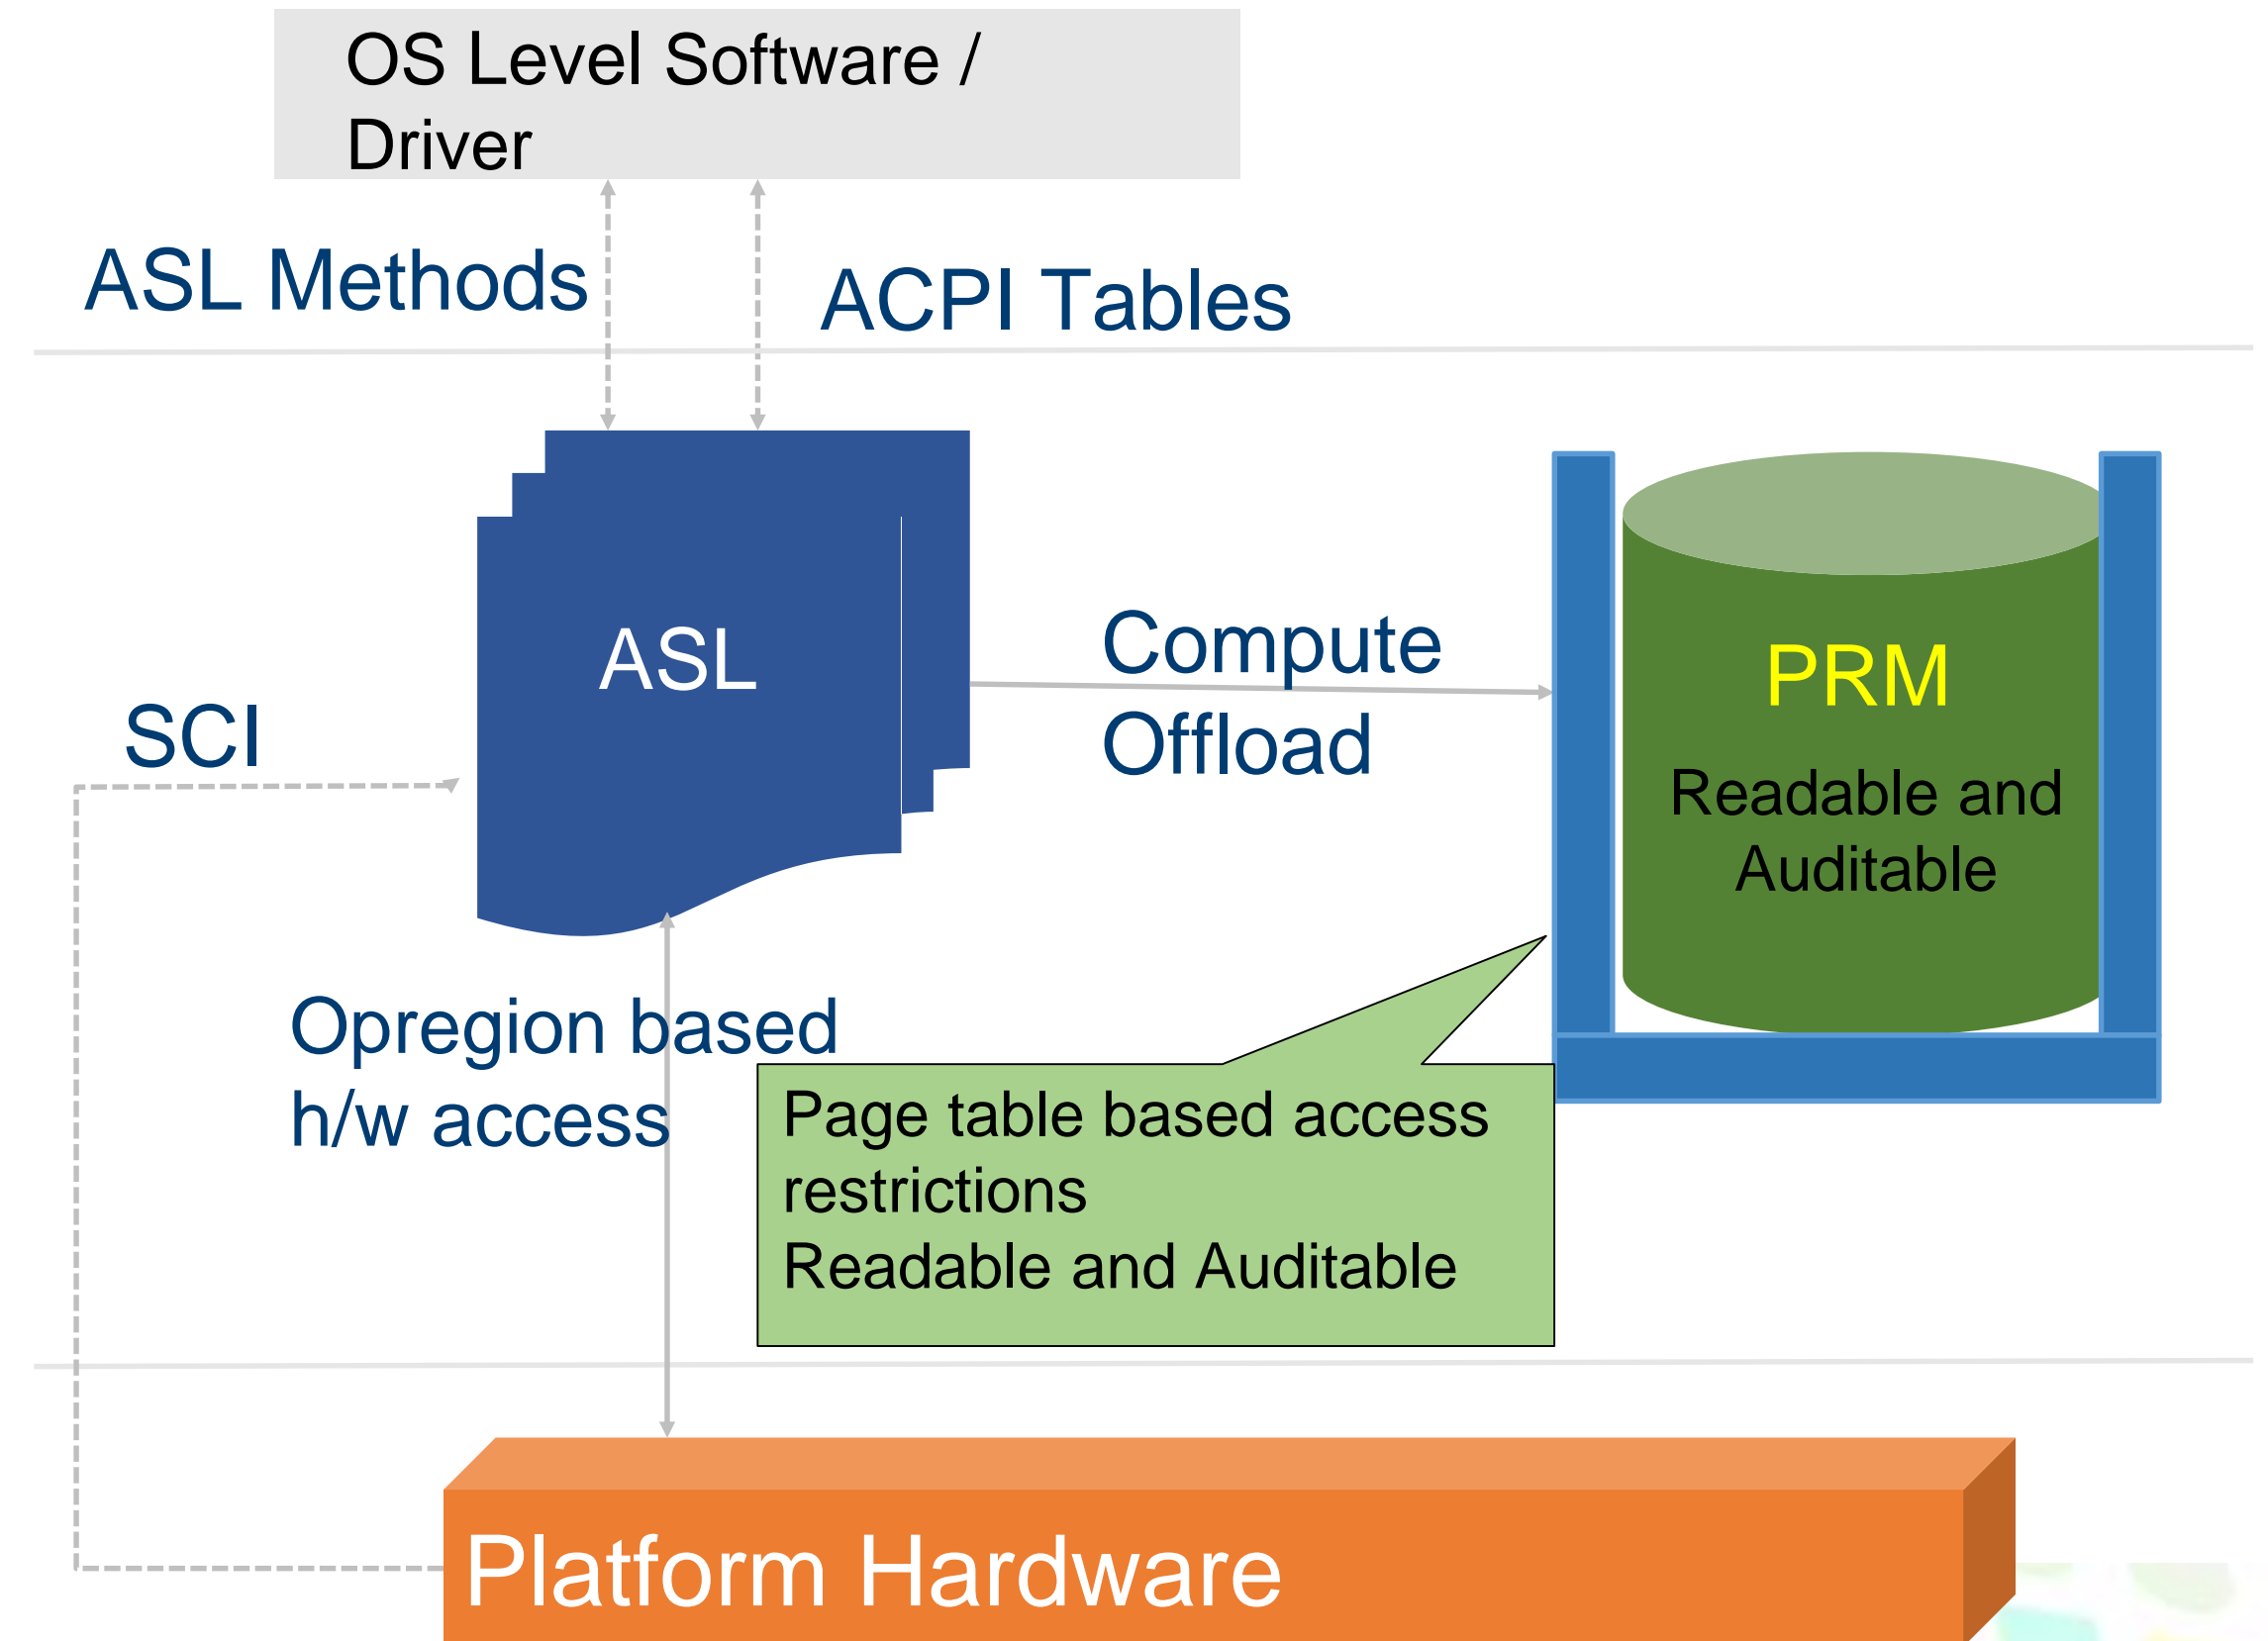 OS Level Software /
Driver
ASL Methods
ACPI Tables
ASL
Compute
Offload
PRM
Readable and
Auditable
SCI
Opregion based
h/w access
Page table based access
restrictions
Readable and Auditable
Platform Hardware